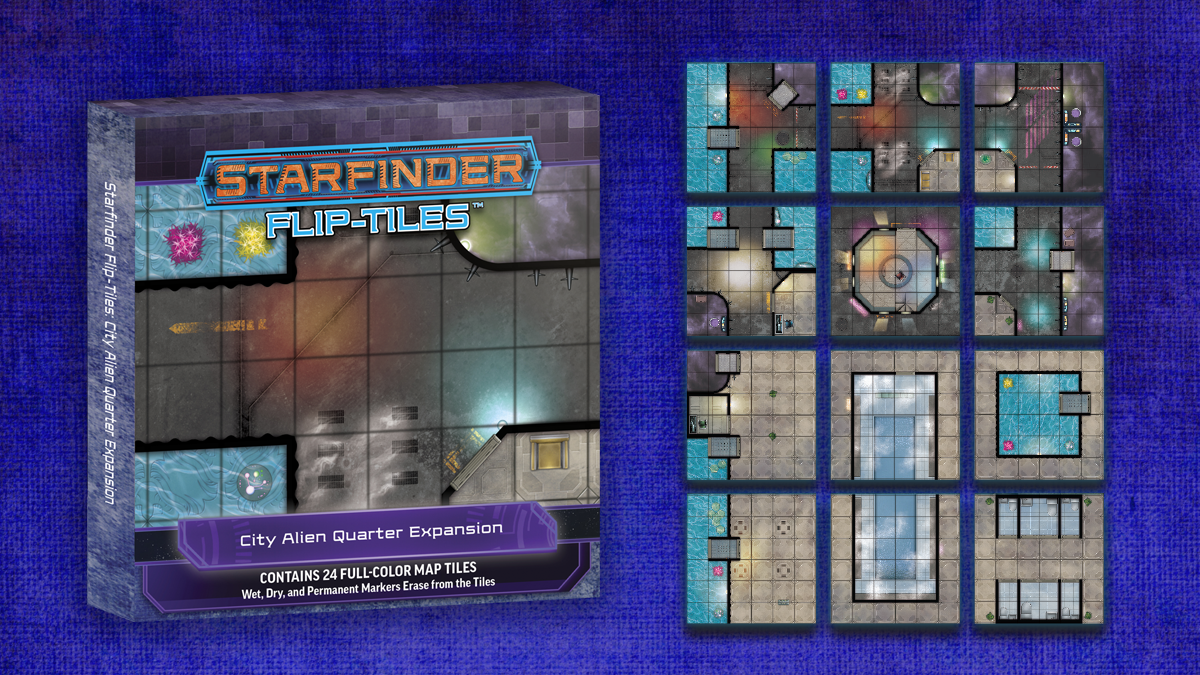 Starfinder Flip-Tiles: City Alien Quarter Expansion
STARFINDER
FLIP-TILES™
City Alien Quarter Expansion
CONTAINS 24 FULL-COLOR MAP TILES
Wet, Dry, and Permanent Markers Erase from the Tiles